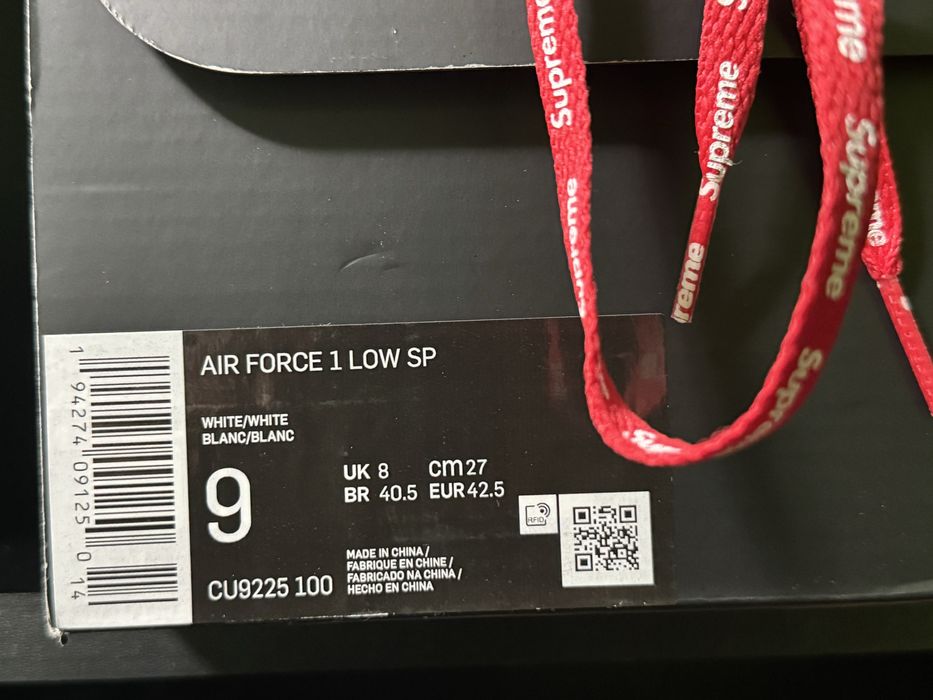 Supreme
Supreme
Supreme
Supreme
Supreme
Supreme
AIR FORCE 1 LOW SP
WHITE/WHITE
BLANC/BLANC
9
UK 8 cm 27
BR 40.5 EUR 42.5
RFID
CU9225 100
MADE IN CHINA /
FABRIQUE EN CHINE /
FABRICADO NA CHINA /
HECHO EN CHINA
1 94274 09125 0 14